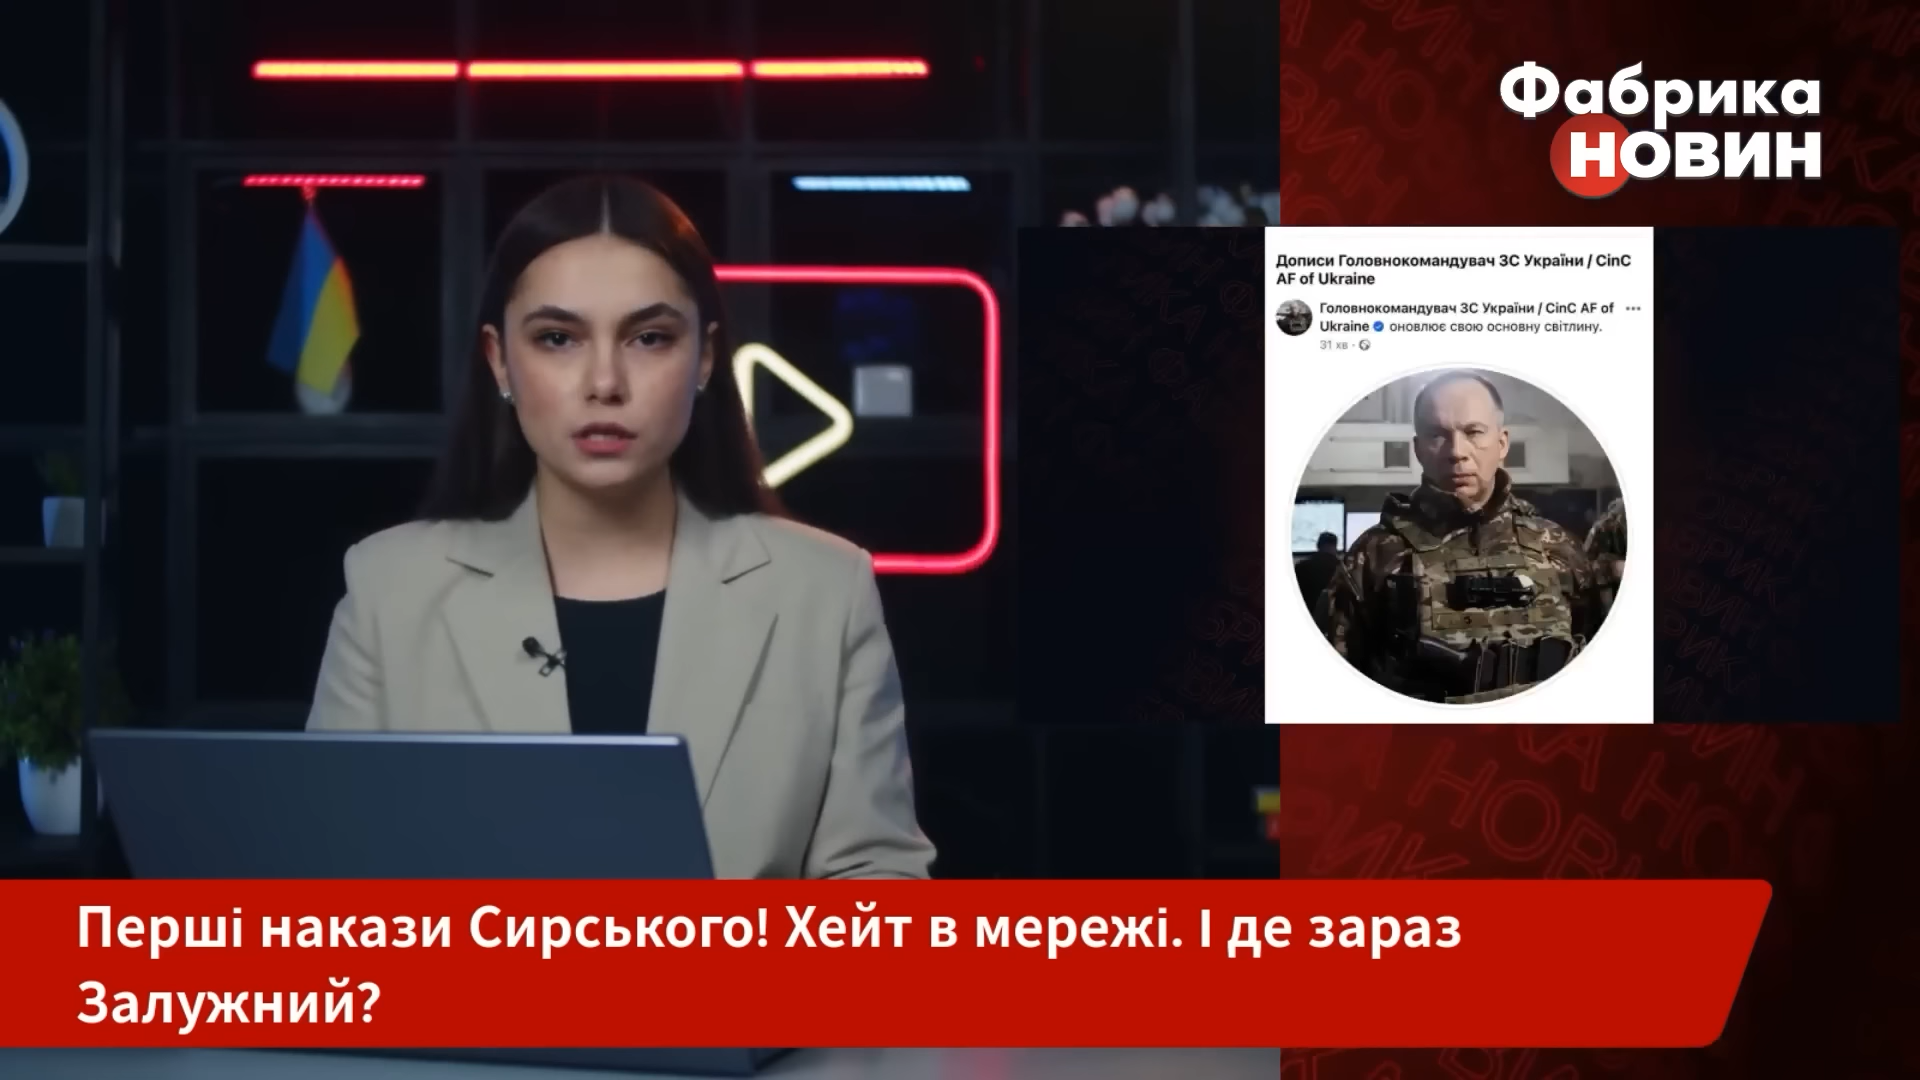 Фабрика
новин
Дописи Головнокомандувач ЗС України / CinC
AF of Ukraine
Головнокомандувач ЗС України / CinC AF of
Ukraine оновлює свою основну світлину.
31 хв
Перші накази Сирського! Хейт в мережі. І де зараз
Залужний?